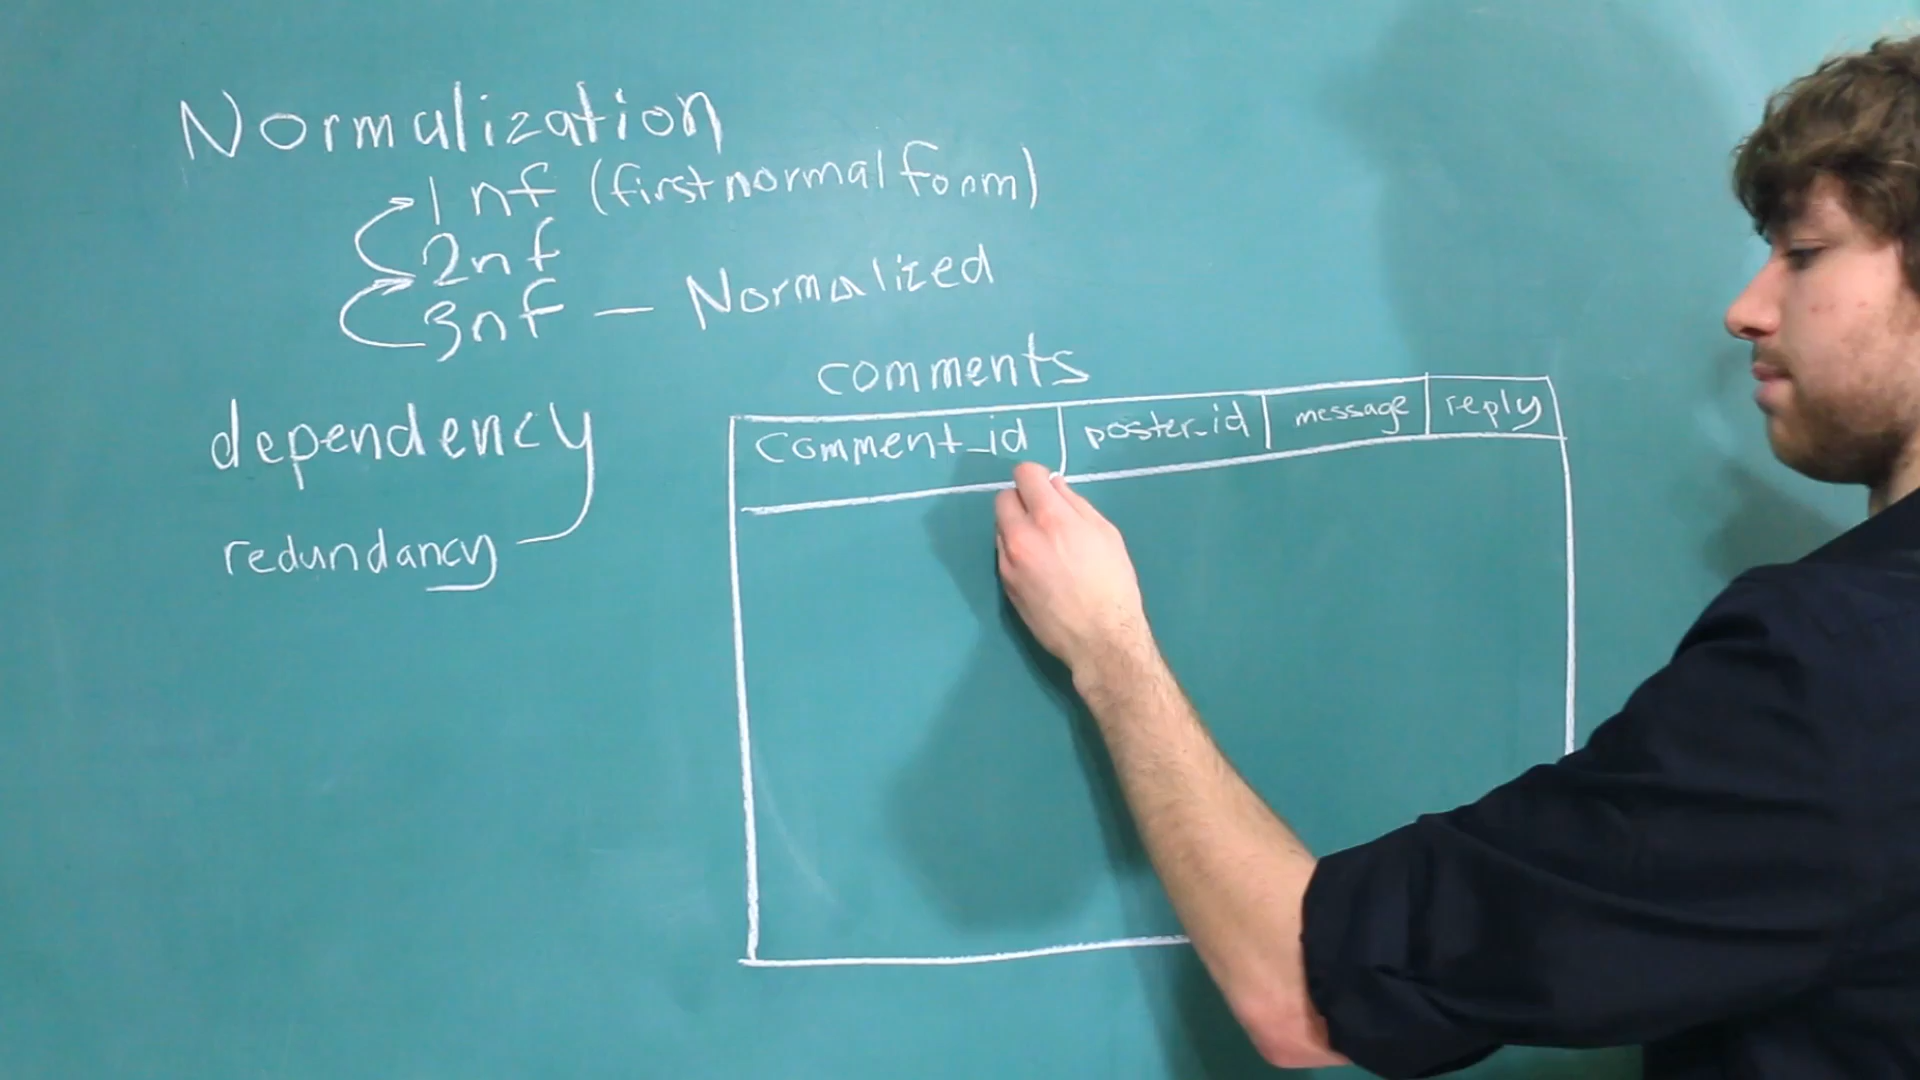 Normalization
1nf (first normal form)
2nf
3nf — Normalized
dependency
redundancy
comments
comment_id | poster_id | message | reply